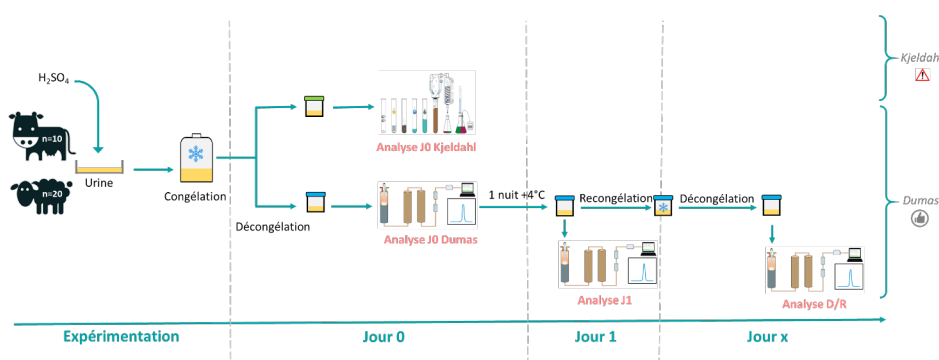 H₂SO₄
n=10
n=20
Urine
Congélation
Décongélation
Analyse J0 Kjeldahl
Analyse J0 Dumas
1 nuit +4°C
Recongélation
Décongélation
Analyse J1
Analyse D/R
Kjeldah
Dumas
Expérimentation
Jour 0
Jour 1
Jour x